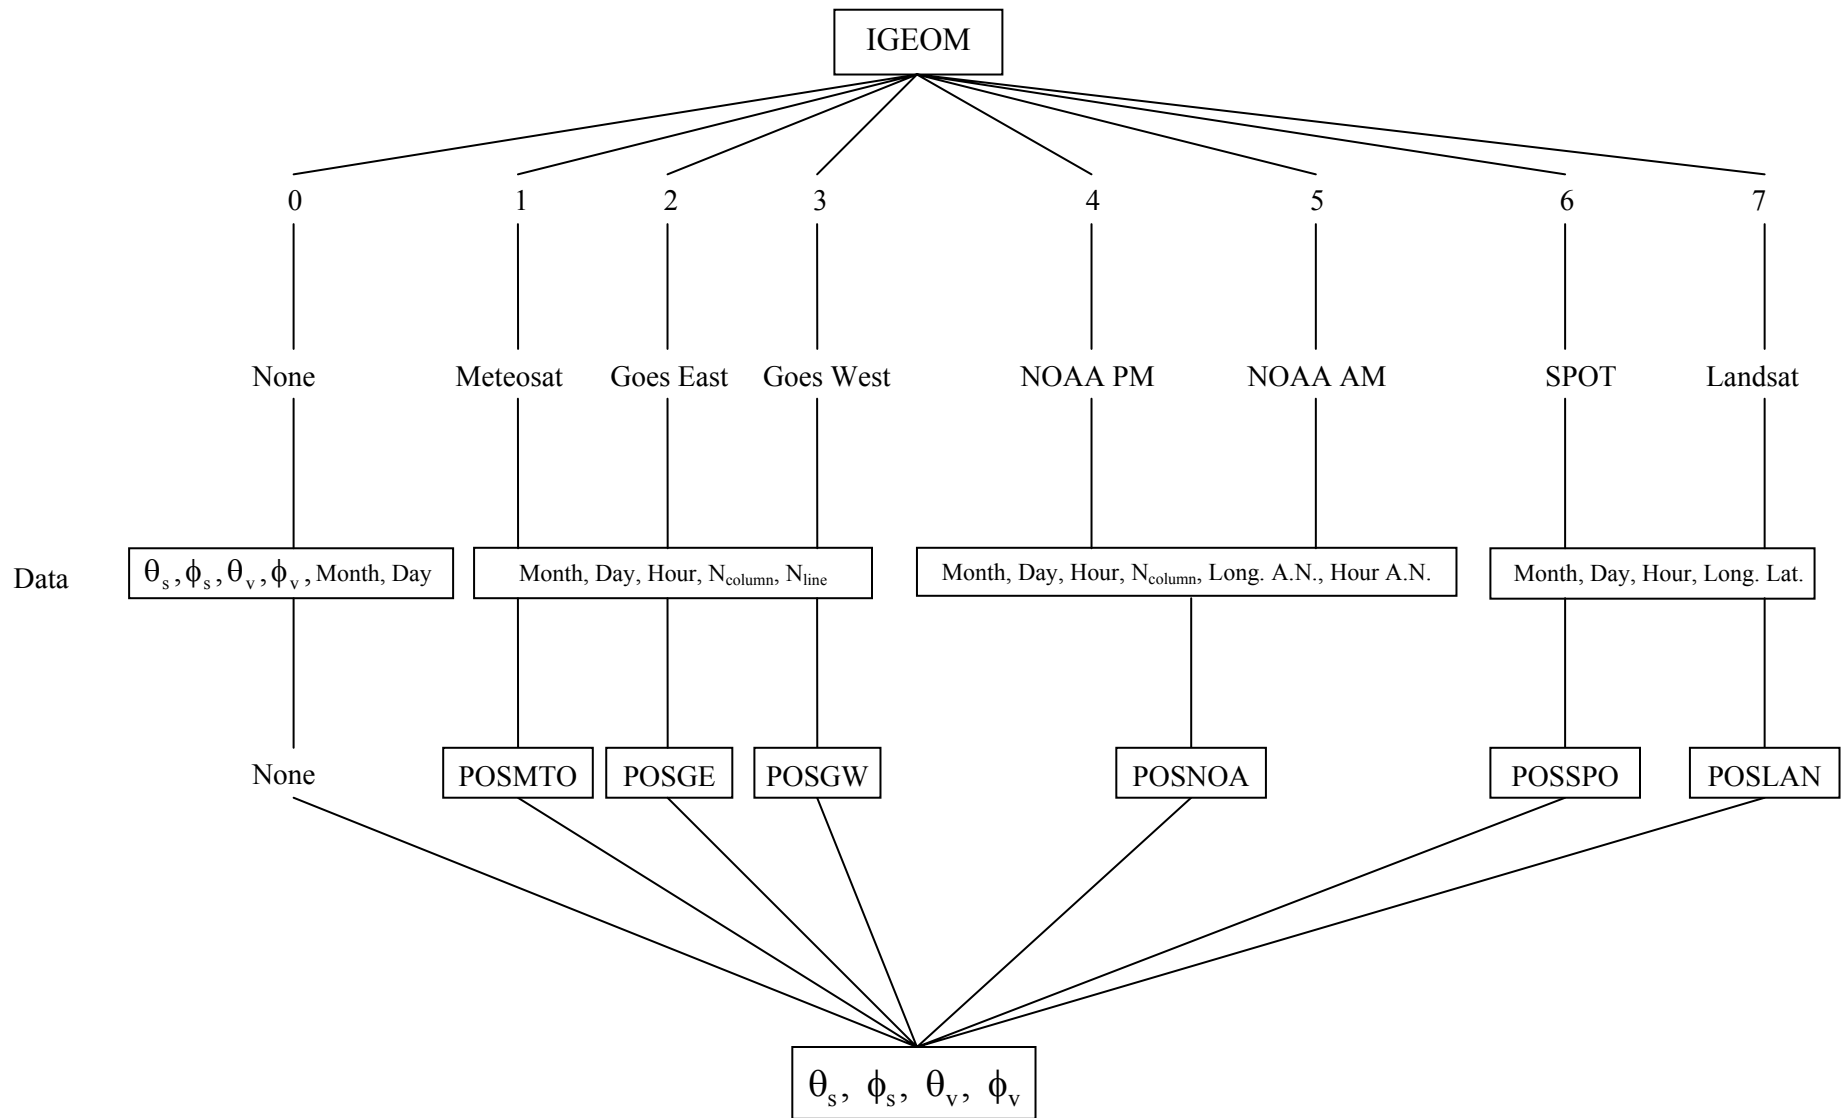 IGEOM
0 1 2 3 4 5 6 7
None Meteosat Goes East Goes West NOAA PM NOAA AM SPOT Landsat
Data θs, ϕs, θv, ϕv, Month, Day Month, Day, Hour, Ncolumn, Nline Month, Day, Hour, Ncolumn, Long. A.N., Hour A.N. Month, Day, Hour, Long. Lat.
None POSMTO POSGE POSGW POSNOA POSSPO POSLAN
θs, ϕs, θv, ϕv